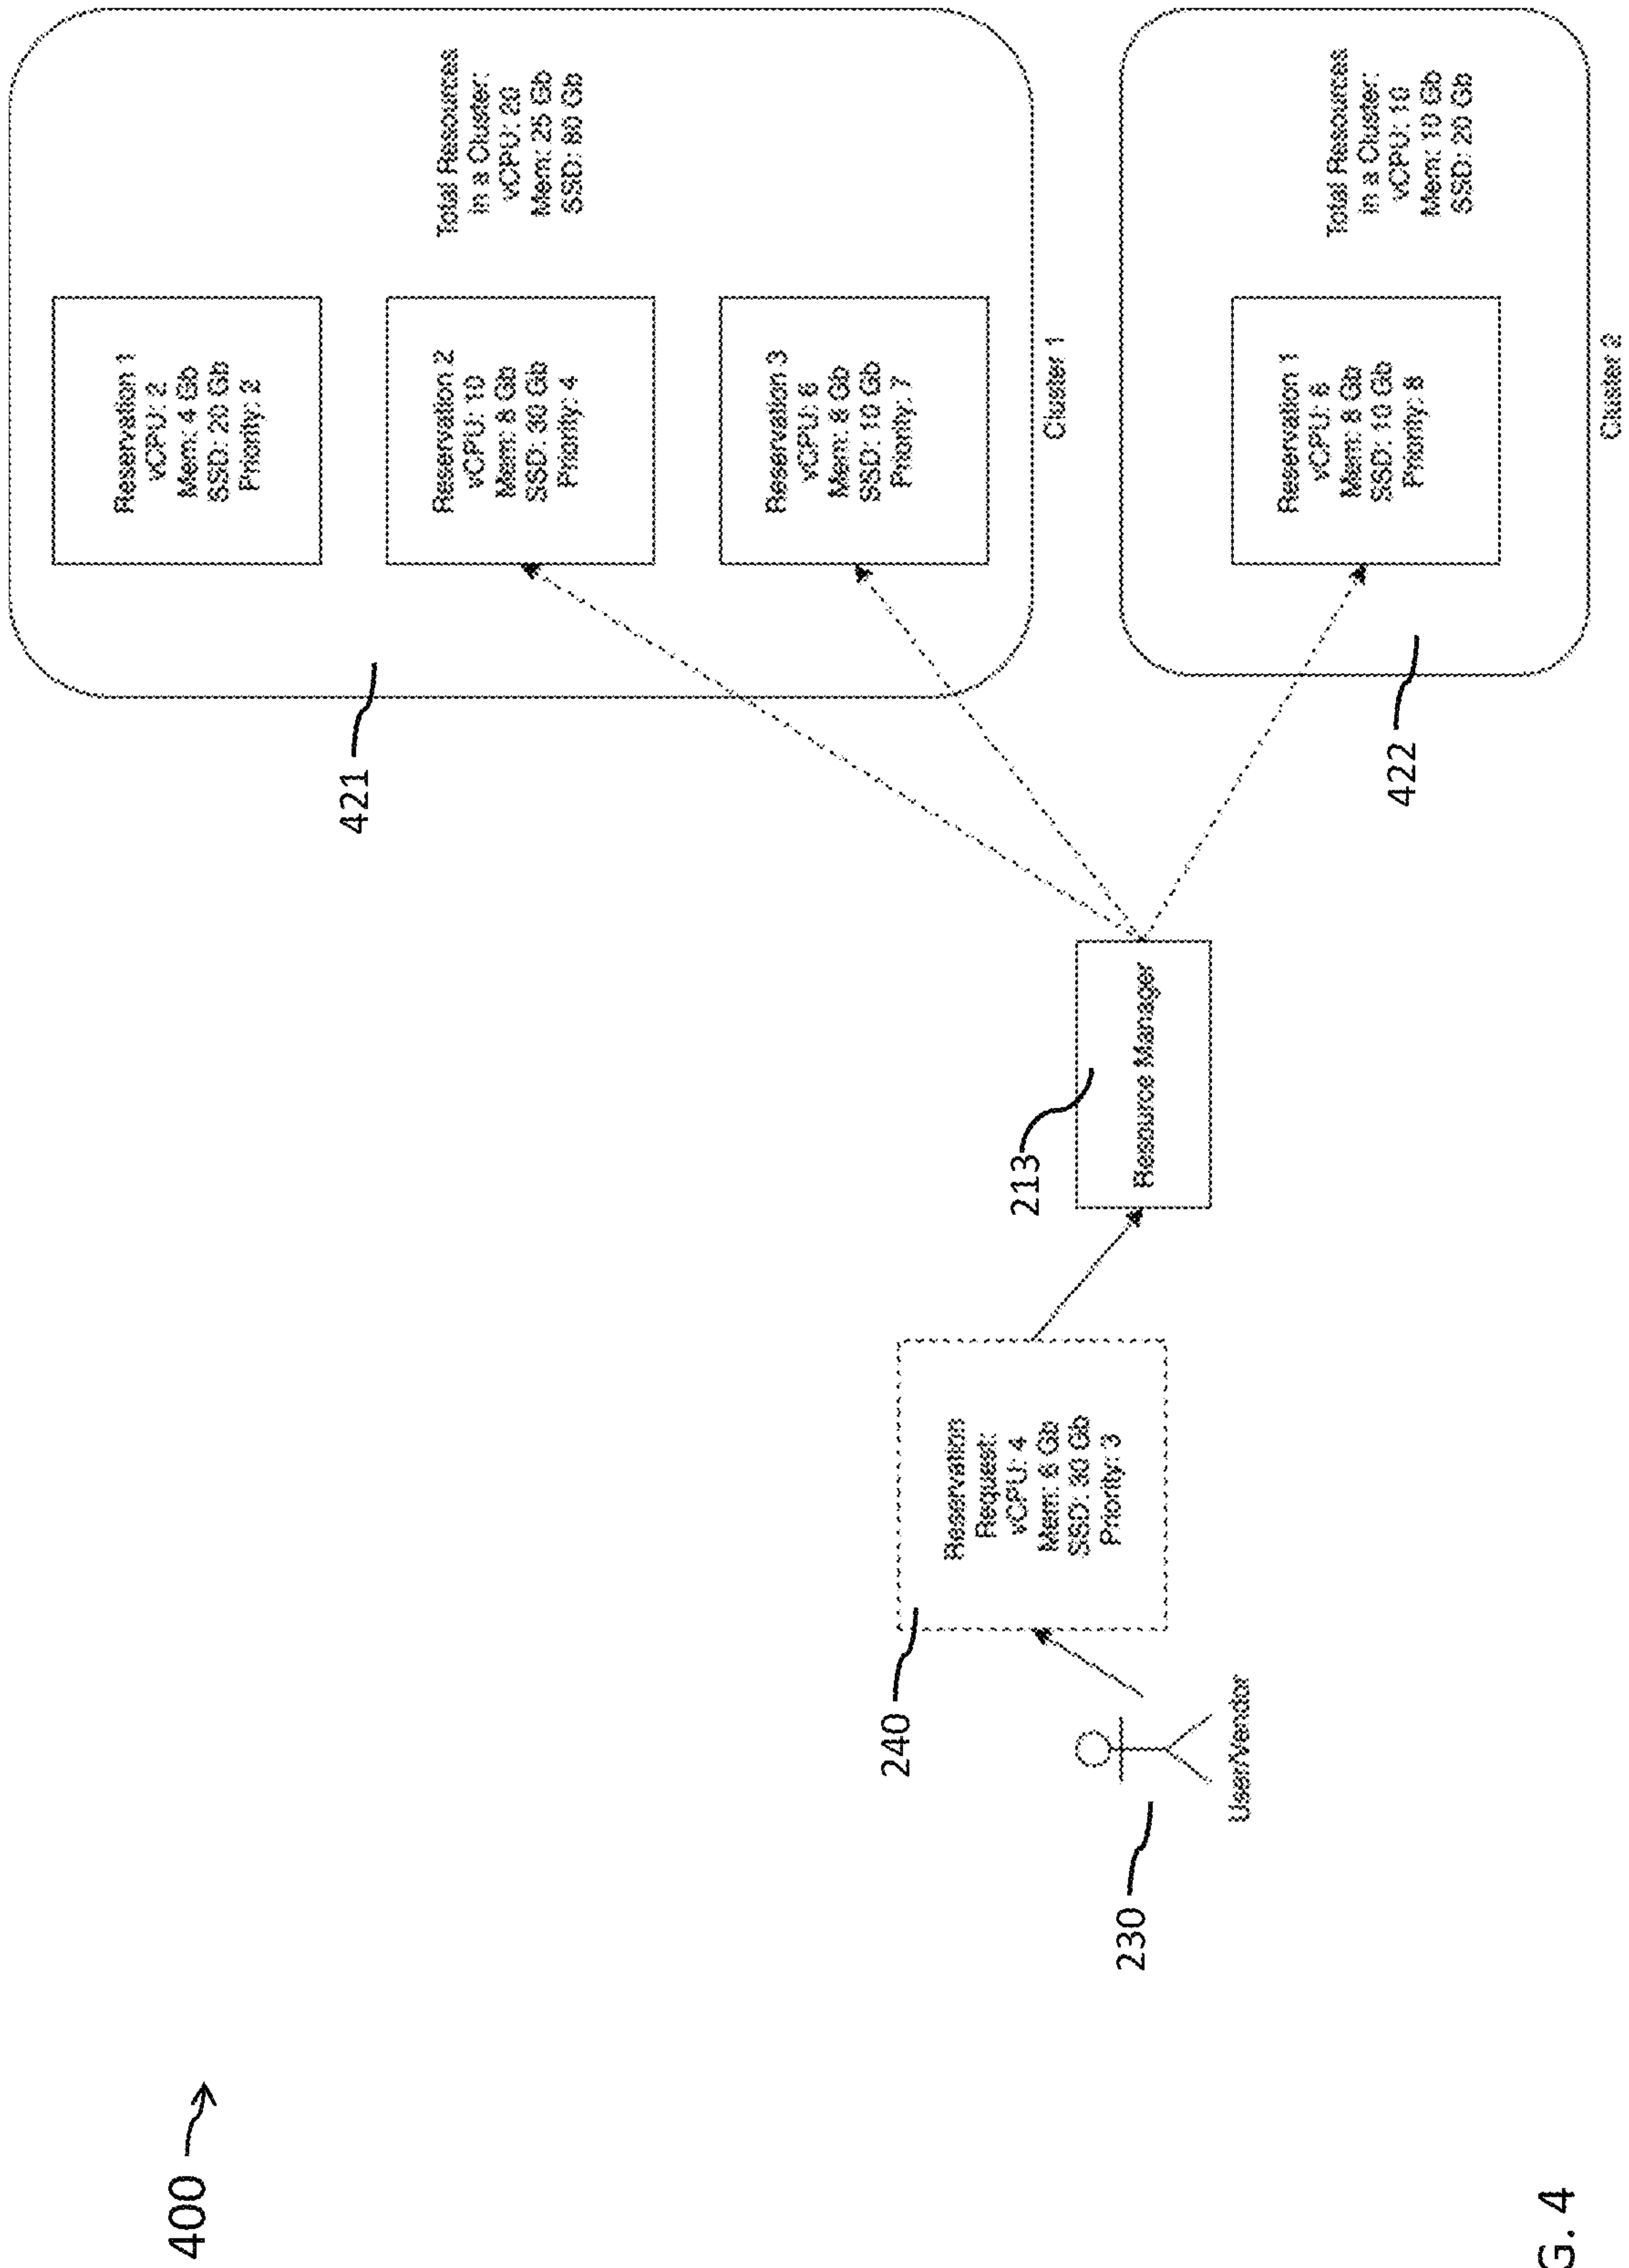 400
421
Reservation 1
vCPU: 2
Mem: 4 Gb
SSD: 20 Gb
Priority: 2
Reservation 2
vCPU: 10
Mem: 8 Gb
SSD: 30 Gb
Priority: 4
Reservation 3
vCPU: 6
Mem: 8 Gb
SSD: 10 Gb
Priority: 7
Total Resources
in a Cluster:
vCPU: 20
Mem: 25 Gb
SSD: 80 Gb
Cluster 1
240
Reservation
Request:
vCPU: 4
Mem: 6 Gb
SSD: 30 Gb
Priority: 3
213
Resource Manager
230
User/Vendor
422
Reservation 1
vCPU: 6
Mem: 8 Gb
SSD: 10 Gb
Priority:
Total Resources
in a Cluster:
vCPU: 10
Mem: 10 Gb
SSD: 20 Gb
Cluster 2
G. 4